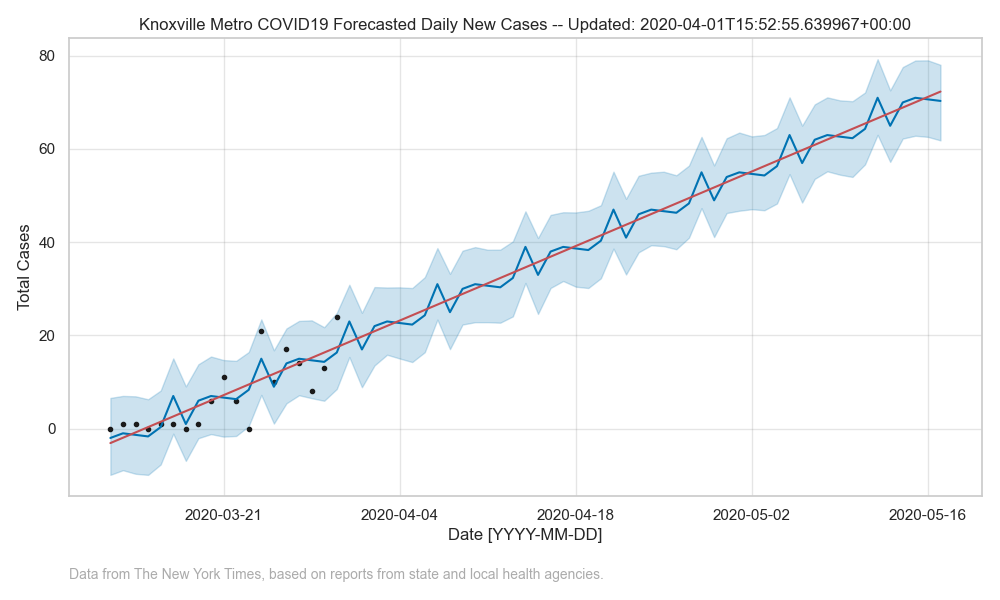 Knoxville Metro COVID19 Forecasted Daily New Cases -- Updated: 2020-04-01T15:52:55.639967+00:00
80
60
40
20
0
Total Cases
2020-03-21 2020-04-04 2020-04-18 2020-05-02 2020-05-16
Date [YYYY-MM-DD]
Data from The New York Times, based on reports from state and local health agencies.